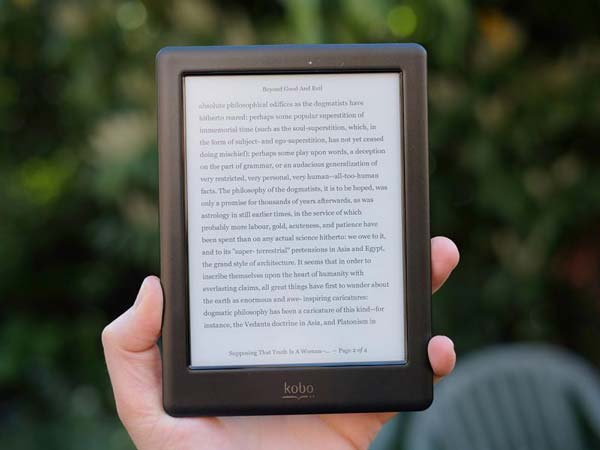 Beyond Good And Evil
absolute philosophical edifices as the dogmatists have
hitherto reared: perhaps some popular superstition of
immemorial time (such as the soul-superstition, which, in
the form of subject- and ego-superstition, has not yet ceased
doing mischief): perhaps some play upon words, a deception
on the part of grammar, or an audacious generalization of
very restricted, very personal, very human--all-too-human
facts. The philosophy of the dogmatists, it is to be hoped, was
only a promise for thousands of years afterwards, as was
astrology in still earlier times, in the service of which
probably more labour, gold, acuteness, and patience have
been spent than on any actual science hitherto: we owe to it,
and to its "super- terrestrial" pretensions in Asia and Egypt,
the grand style of architecture. It seems that in order to
inscribe themselves upon the heart of humanity with
everlasting claims, all great things have first to wander about
the earth as enormous and awe- inspiring caricatures:
dogmatic philosophy has been a caricature of this kind--for
instance, the Vedanta doctrine in Asia, and Platonism in
Supposing That Truth Is A Woman--... — Page 2 of 4
kobo